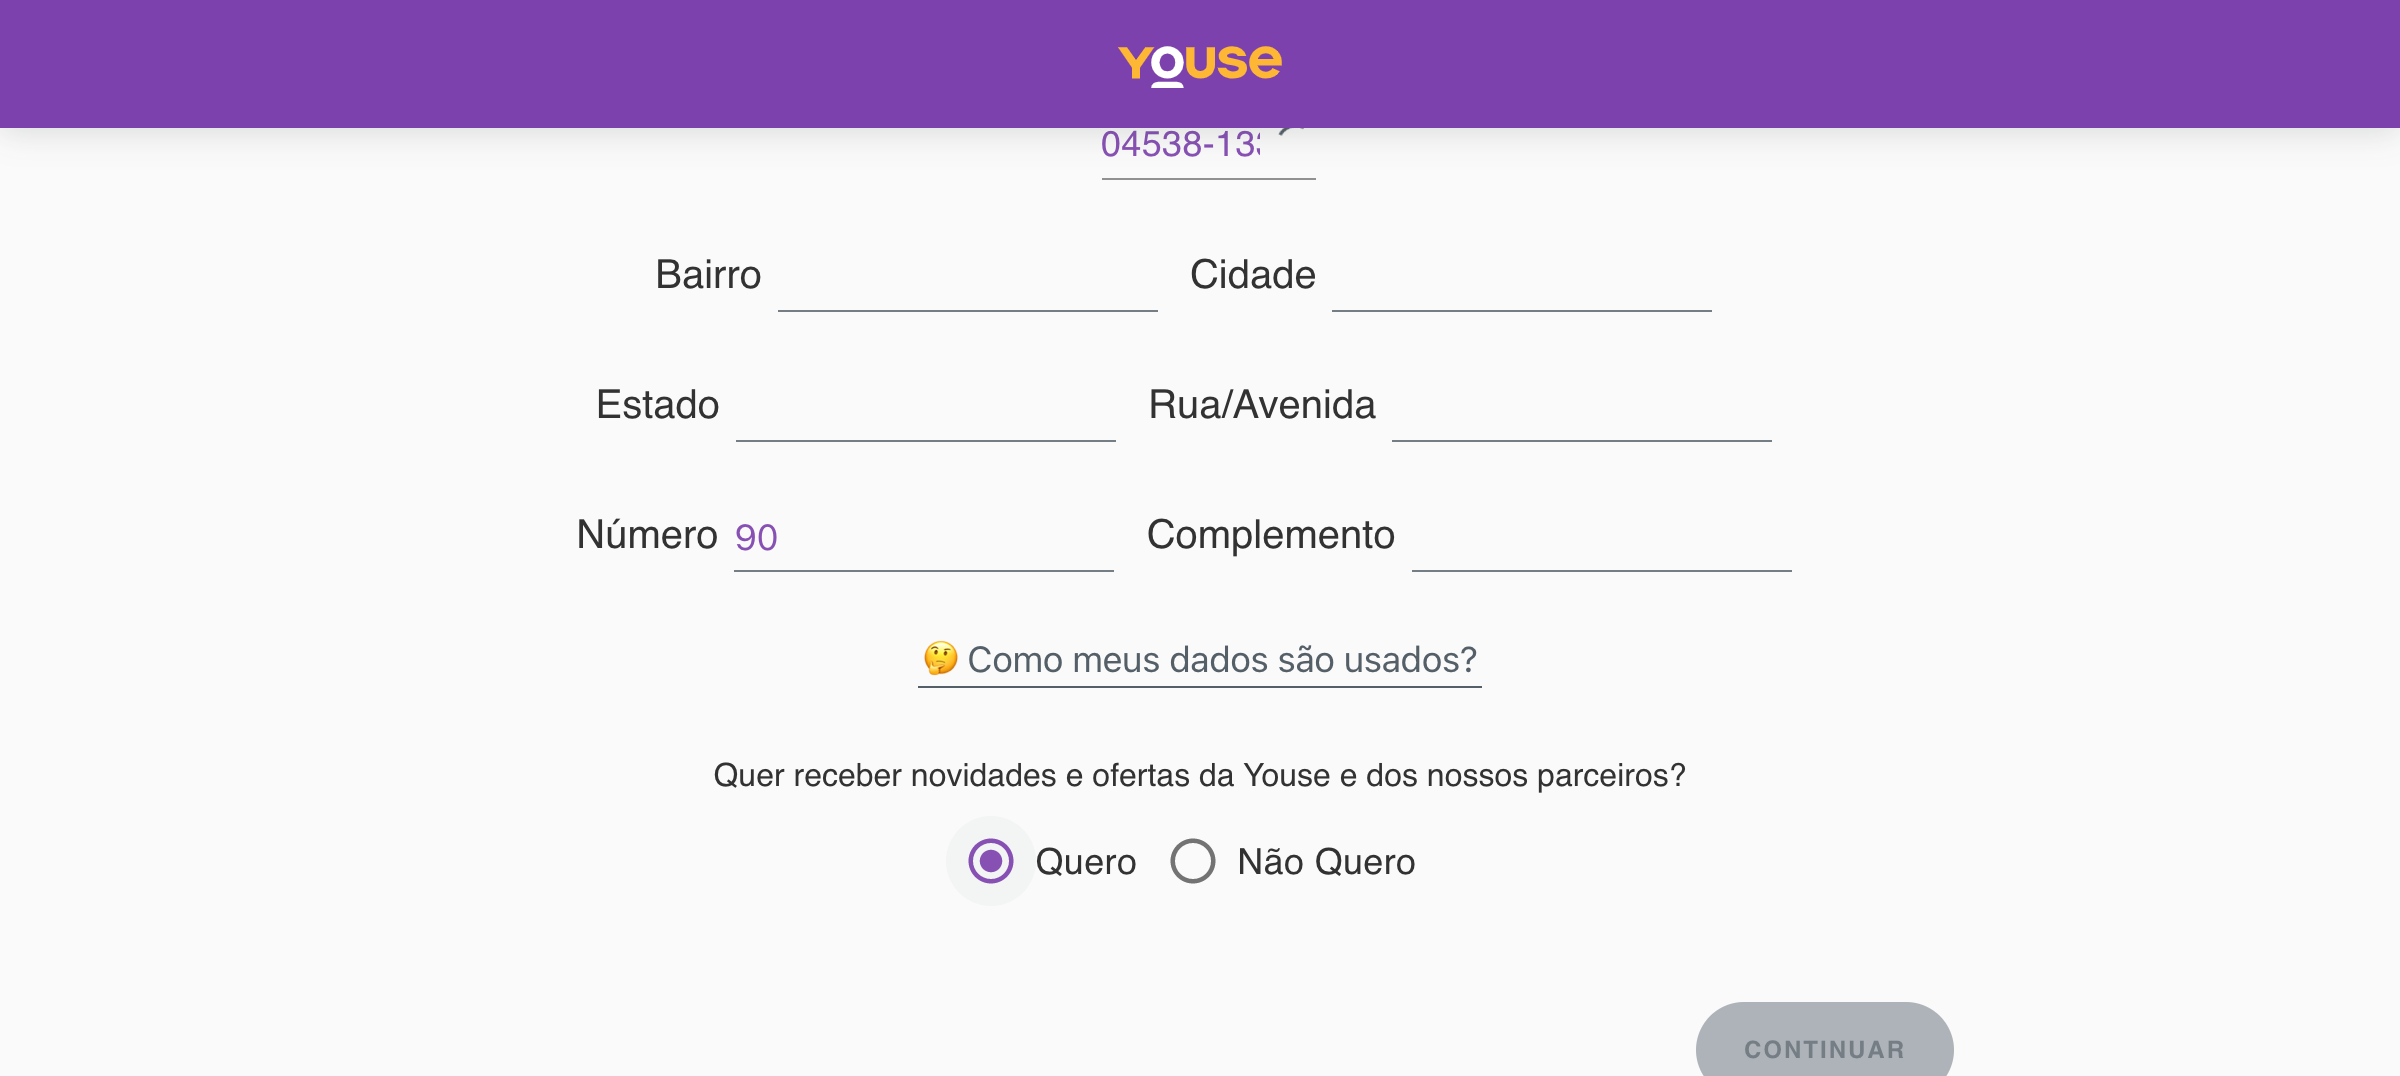 Youse
04538-13
Bairro
Cidade
Estado
Rua/Avenida
Número 90
Complemento
🤔 Como meus dados são usados?
Quer receber novidades e ofertas da Youse e dos nossos parceiros?
Quero
Não Quero
CONTINUAR